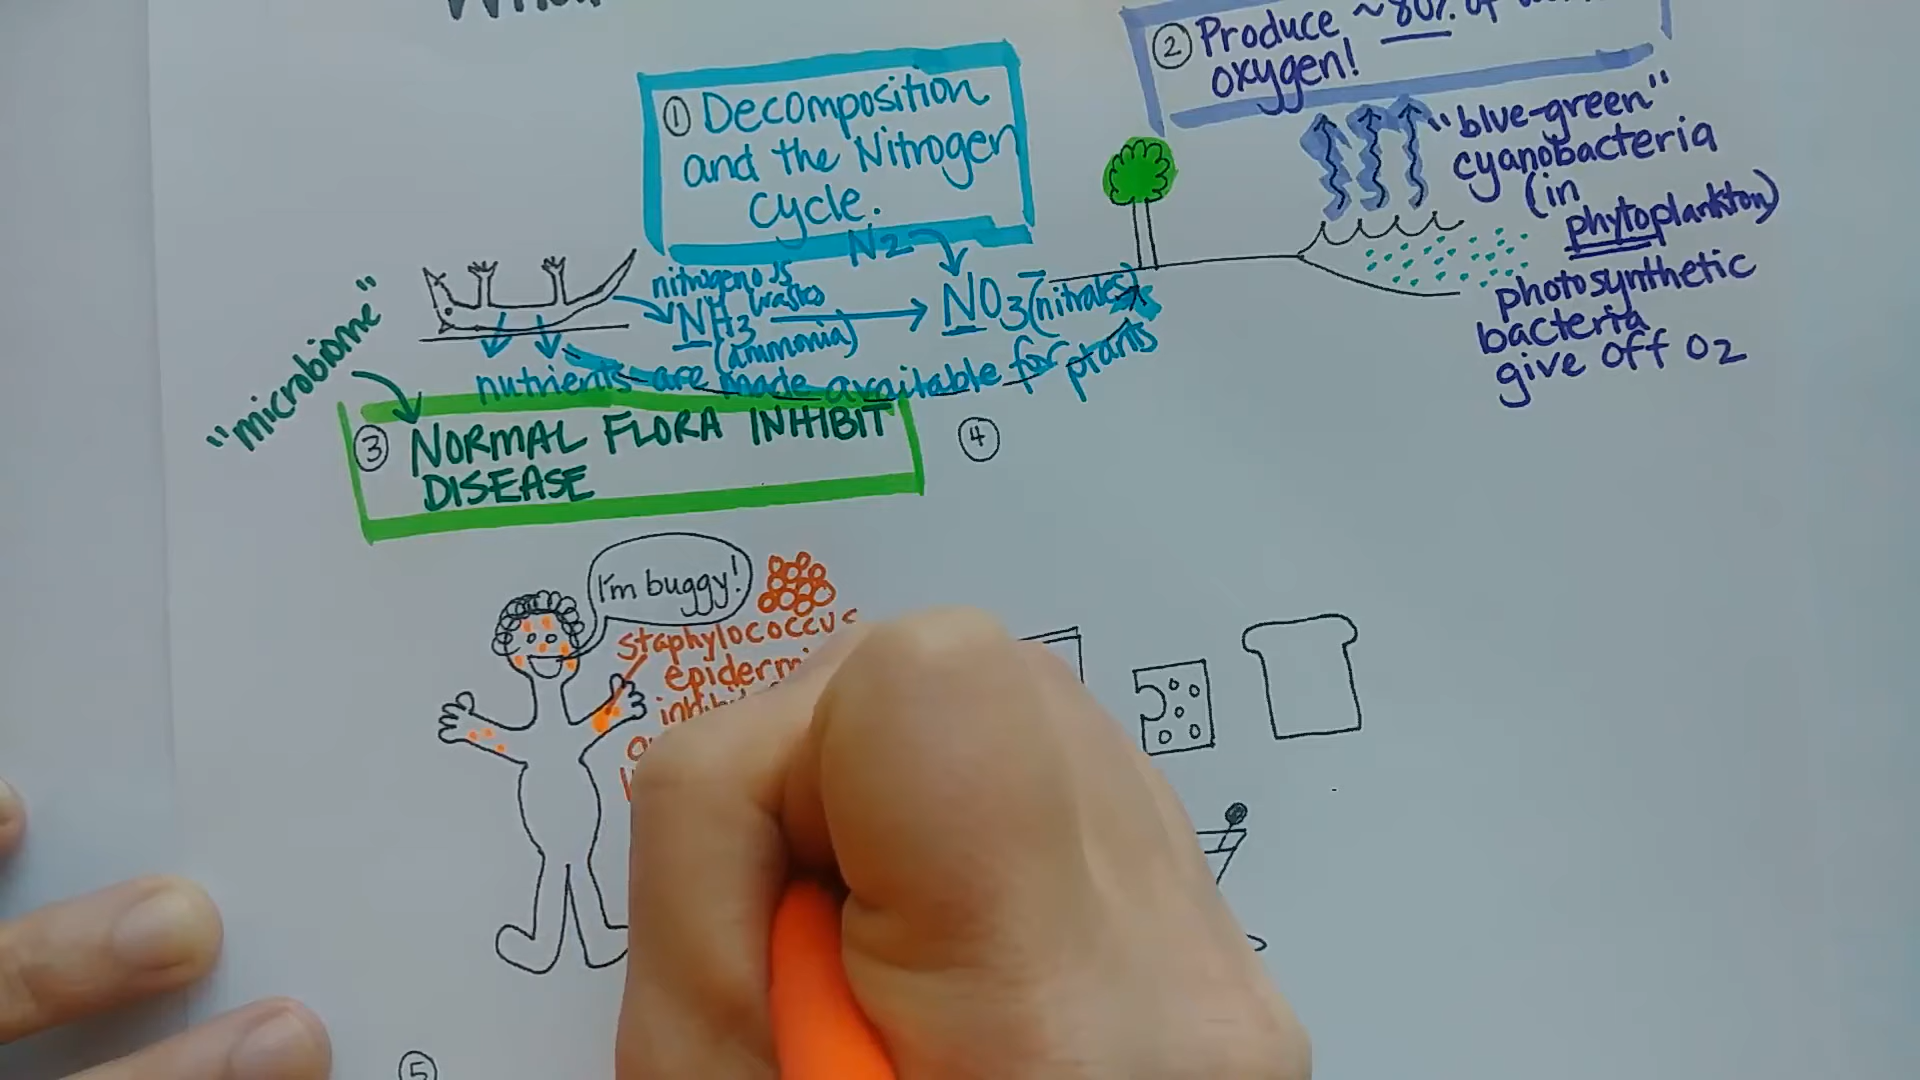 ① Decomposition
and the Nitrogen
cycle.
N2
nitrogenous
wastes
NH3
(ammonia)
NO3- (nitrates)
nutrients are made available for plants
② Produce ~80% of
oxygen!
"blue-green"
cyanobacteria
(in
phytoplankton)
photosynthetic
bacteria
give off O2
"microbiome"
③ NORMAL FLORA INHIBIT
DISEASE
④
I'm buggy!
staphylococcus
⑤